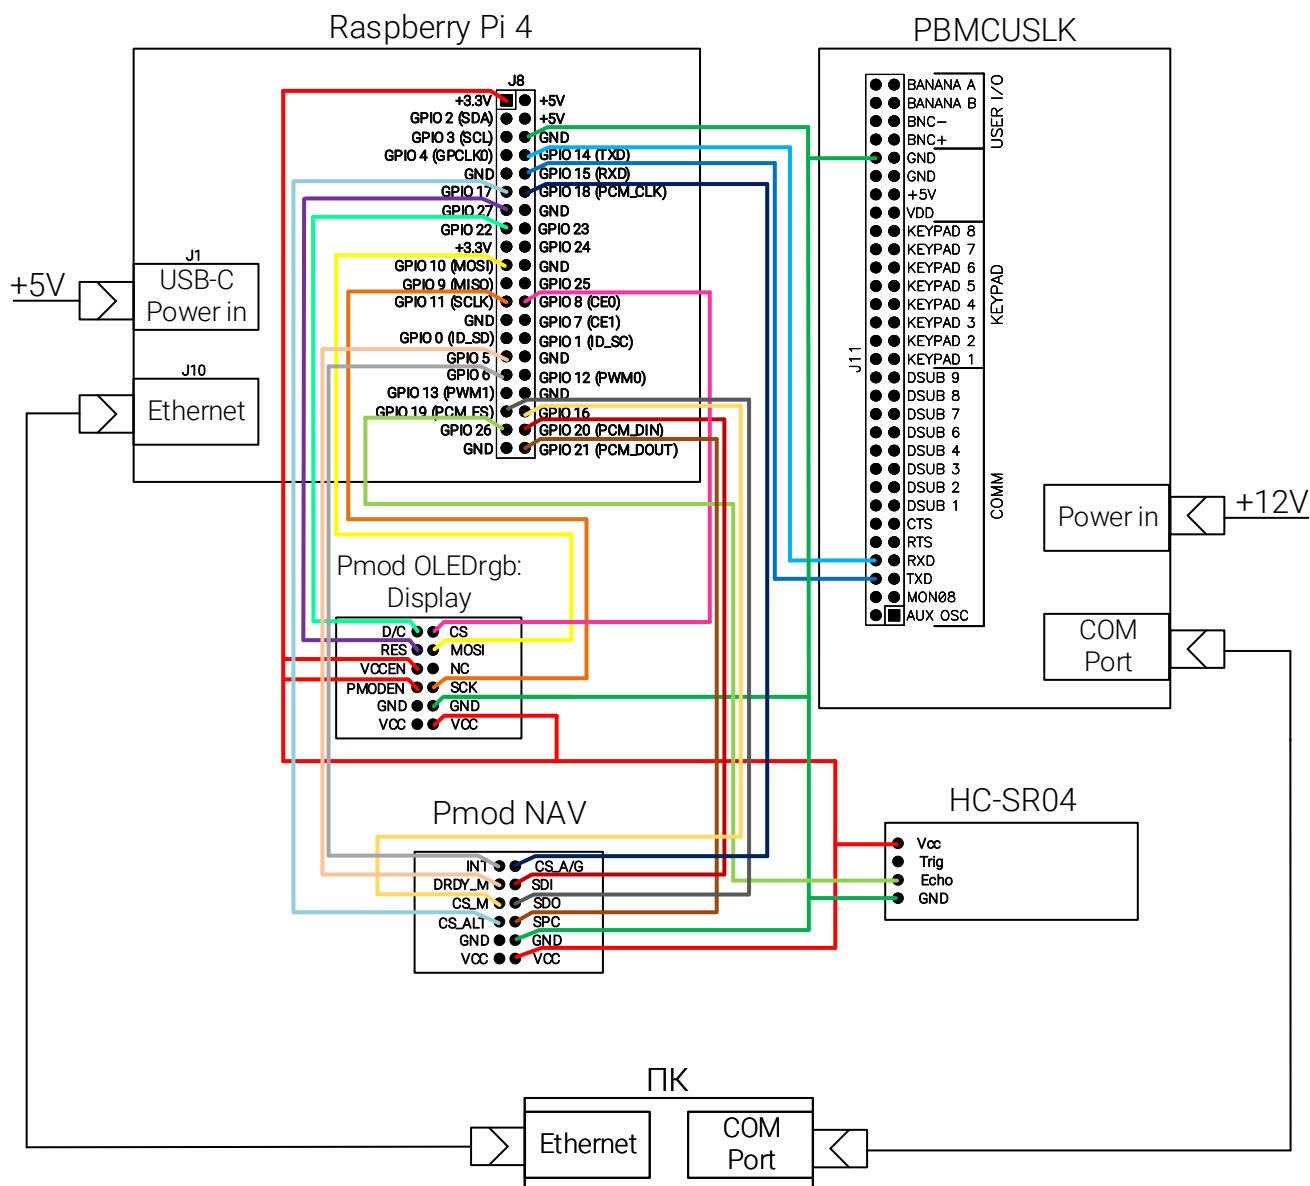 Raspberry Pi 4
J8
+3.3V
+5V
GPIO 2 (SDA)
+5V
GPIO 3 (SCL)
GND
GPIO 4 (GPCLK0)
GPIO 14 (TXD)
GND
GPIO 15 (RXD)
GPIO 17
GPIO 18 (PCM_CLK)
GPIO 27
GND
GPIO 22
GPIO 23
+3.3V
GPIO 24
GPIO 10 (MOSI)
GND
GPIO 9 (MISO)
GPIO 25
GPIO 11 (SCLK)
GPIO 8 (CE0)
GND
GPIO 7 (CE1)
GPIO 0 (ID_SD)
GPIO 1 (ID_SC)
GPIO 5
GND
GPIO 6
GPIO 12 (PWM0)
GPIO 13 (PWM1)
GND
GPIO 19 (PCM_FS)
GPIO 16
GPIO 26
GPIO 20 (PCM_DIN)
GND
GPIO 21 (PCM_DOUT)
+5V
J1
USB-C
Power in
J10
Ethernet
PBMCUSLK
J11
BANANA A
BANANA B
BNC-
BNC+
USER I/O
GND
GND
+5V
VDD
KEYPAD 8
KEYPAD 7
KEYPAD 6
KEYPAD 5
KEYPAD 4
KEYPAD 3
KEYPAD 2
KEYPAD 1
KEYPAD
DSUB 9
DSUB 8
DSUB 7
DSUB 6
DSUB 4
DSUB 3
DSUB 2
DSUB 1
CTS
RTS
RXD
TXD
MON08
AUX OSC
COMM
Power in
+12V
COM
Port
Pmod OLEDrgb:
Display
D/C
CS
RES
MOSI
VCCEN
NC
PMODEN
SCK
GND
GND
VCC
VCC
Pmod NAV
INT
CS_A/G
DRDY_M
SDI
CS_M
SDO
CS_ALT
SPC
GND
GND
VCC
VCC
HC-SR04
Vcc
Trig
Echo
GND
ПК
Ethernet
COM
Port